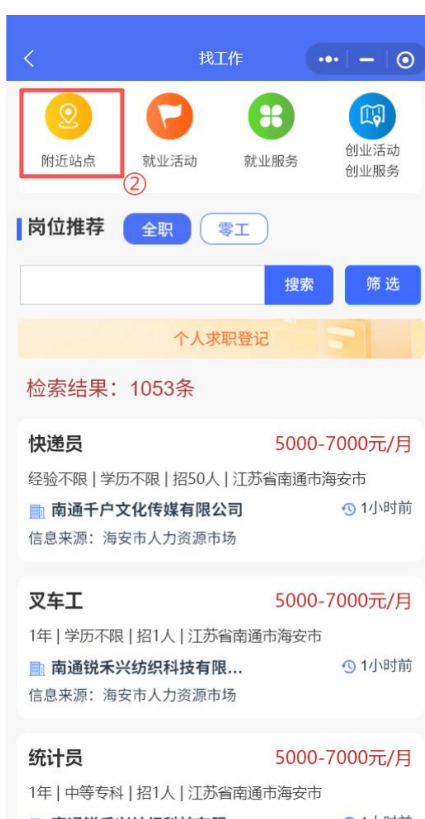 找工作
附近站点
就业活动
就业服务
创业活动
创业服务
②
岗位推荐 全职 零工
搜索 筛选
个人求职登记
检索结果：1053条
快递员 5000-7000元/月
经验不限 | 学历不限 | 招50人 | 江苏省南通市海安市
南通千户文化传媒有限公司 1小时前
信息来源：海安市人力资源市场
叉车工 5000-7000元/月
1年 | 学历不限 | 招1人 | 江苏省南通市海安市
南通锐禾兴纺织科技有限... 1小时前
信息来源：海安市人力资源市场
统计员 5000-7000元/月
1年 | 中等专科 | 招1人 | 江苏省南通市海安市